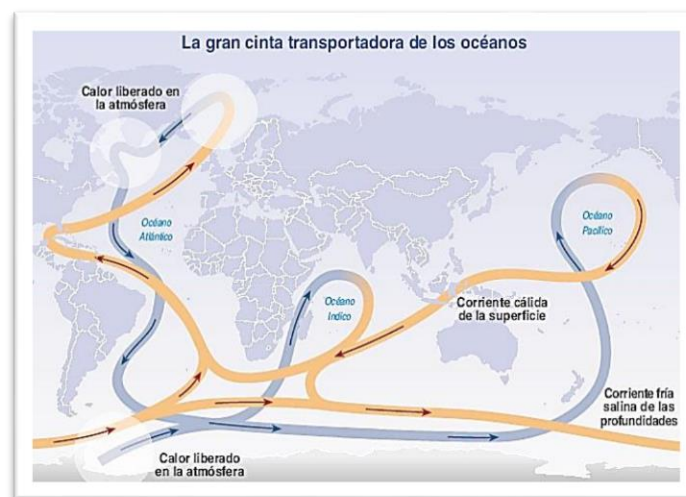 La gran cinta transportadora de los océanos
Calor liberado en
la atmósfera
Océano
Atlántico
Océano
Pacífico
Océano
Indico
Corriente cálida
de la superficie
Corriente fría
salina de las
profundidades
Calor liberado
en la atmósfera